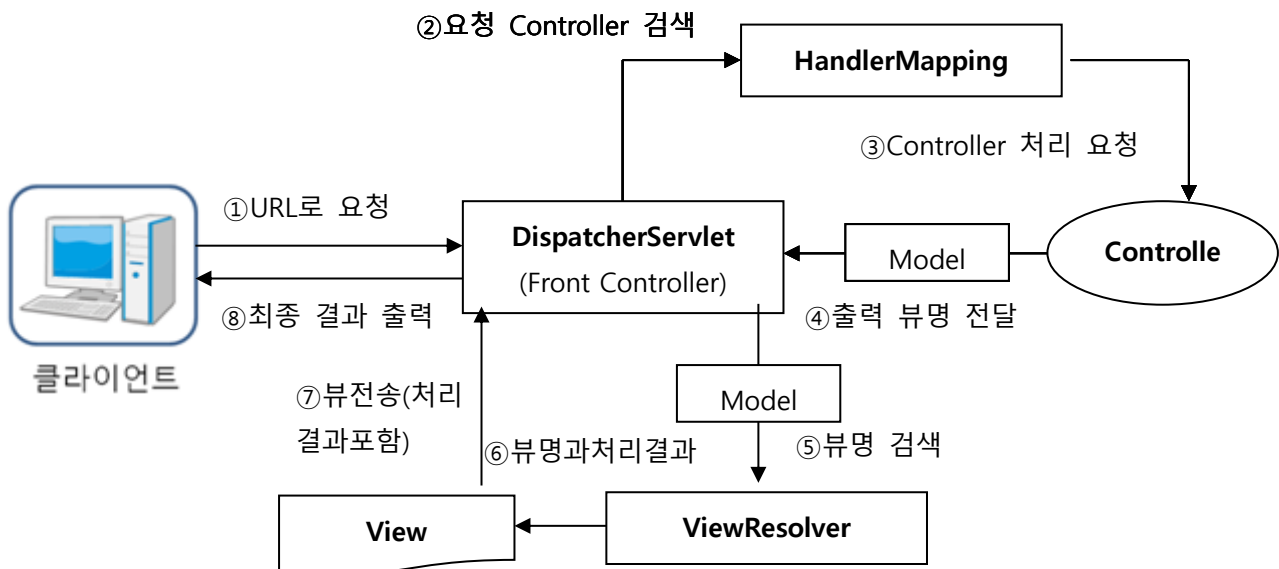 ②요청 Controller 검색
HandlerMapping
③Controller 처리 요청
①URL로 요청
DispatcherServlet
(Front Controller)
Model
Controlle
⑧최종 결과 출력
④출력 뷰명 전달
클라이언트
⑦뷰전송(처리
결과포함)
Model
⑥뷰명과처리결과
⑤뷰명 검색
View
ViewResolver